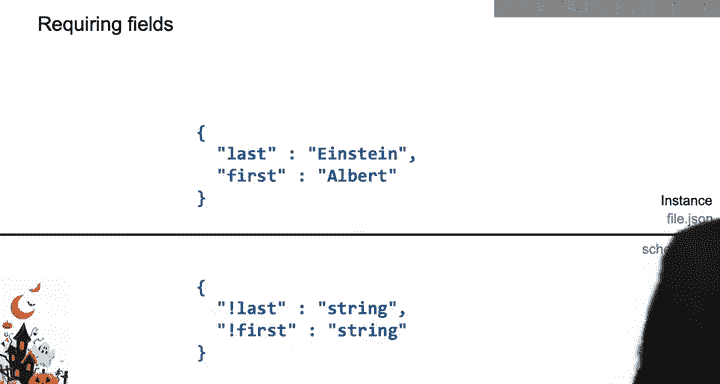 Requiring fields
{
"last" : "Einstein",
"first" : "Albert"
}
Instance
file.json
{
"!last" : "string",
"!first" : "string"
}